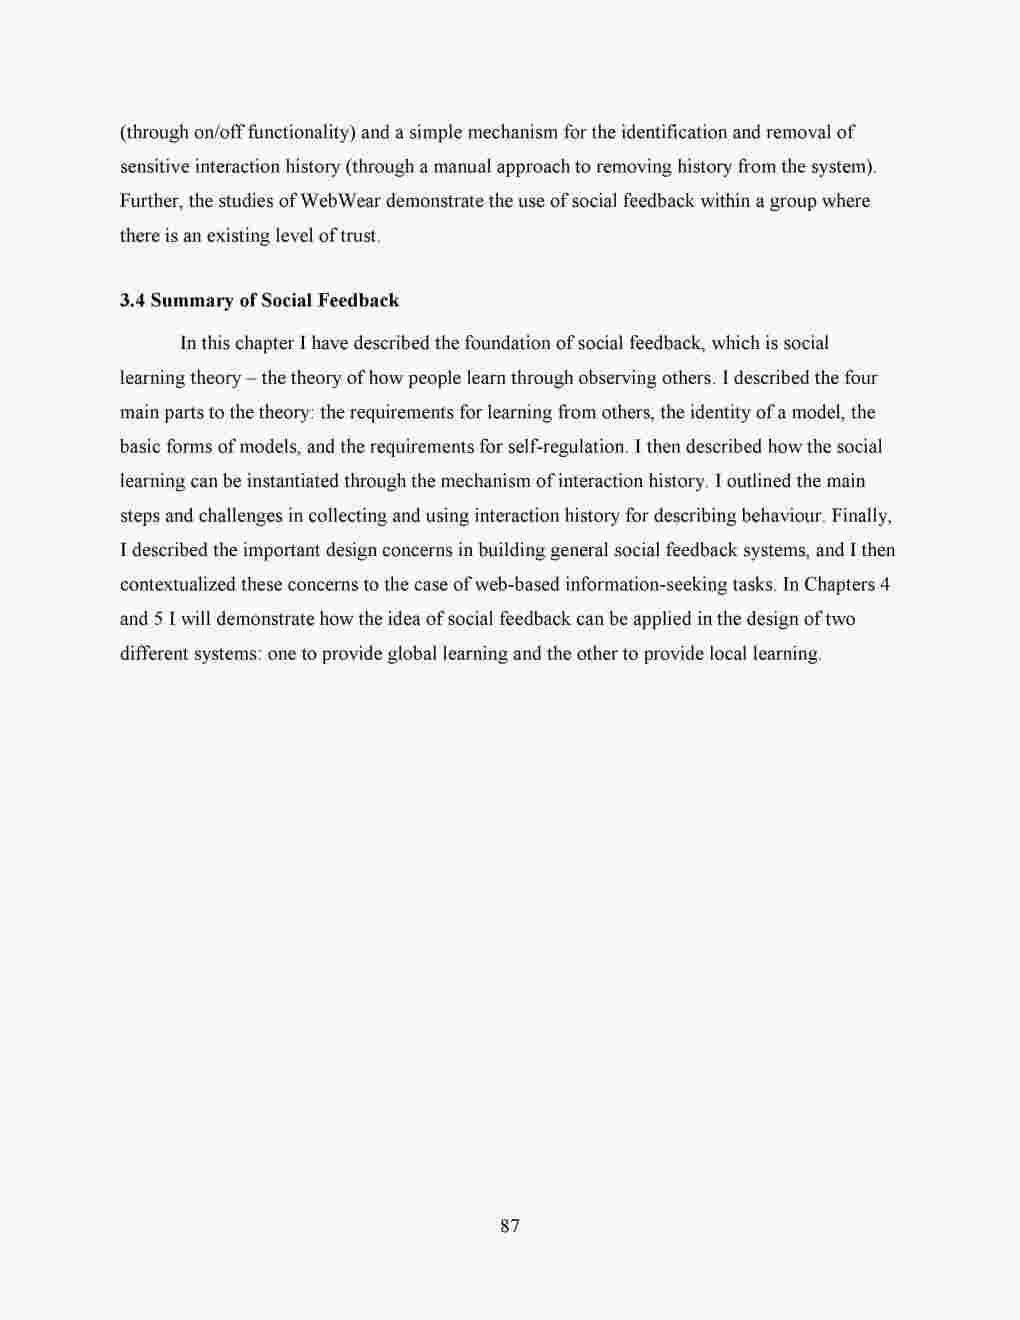 (through on/off functionality) and a simple mechanism for the identification and removal of
sensitive interaction history (through a manual approach to removing history from the system).
Further, the studies of WebWear demonstrate the use of social feedback within a group where
there is an existing level of trust.
3.4 Summary of Social Feedback
In this chapter I have described the foundation of social feedback, which is social
learning theory – the theory of how people learn through observing others. I described the four
main parts to the theory: the requirements for learning from others, the identity of a model, the
basic forms of models, and the requirements for self-regulation. I then described how the social
learning can be instantiated through the mechanism of interaction history. I outlined the main
steps and challenges in collecting and using interaction history for describing behaviour. Finally,
I described the important design concerns in building general social feedback systems, and I then
contextualized these concerns to the case of web-based information-seeking tasks. In Chapters 4
and 5 I will demonstrate how the idea of social feedback can be applied in the design of two
different systems: one to provide global learning and the other to provide local learning.
87